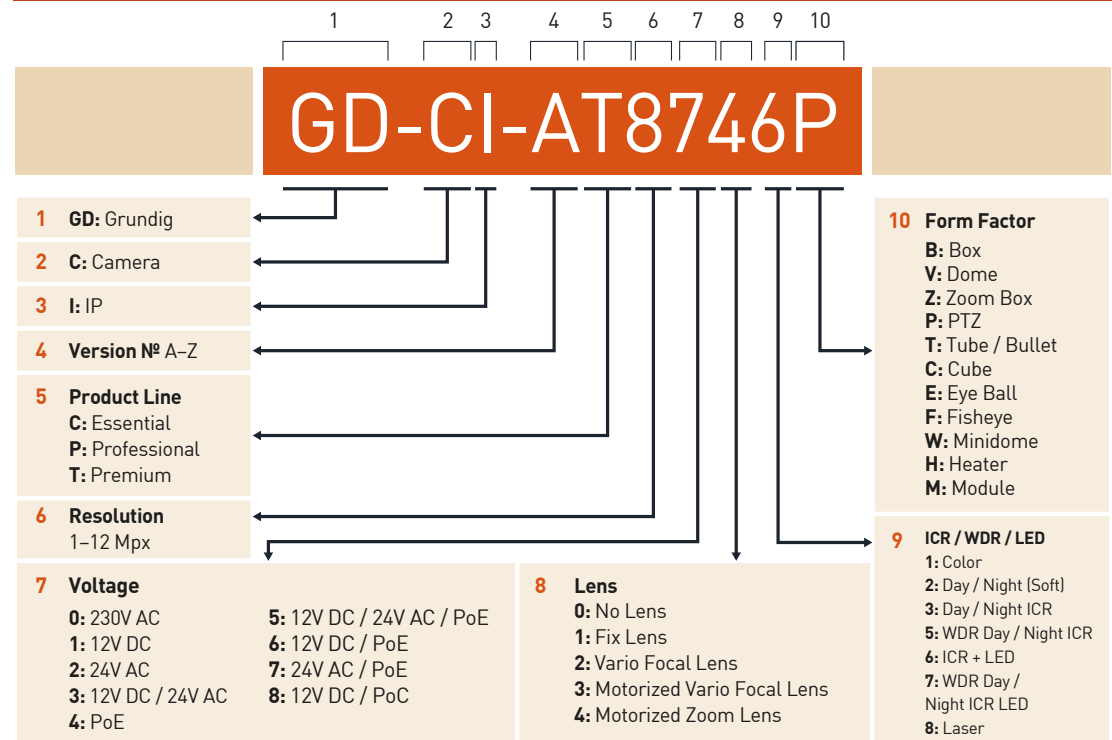 1 2 3 4 5 6 7 8 9 10
GD-CI-AT8746P
1 GD: Grundig
2 C: Camera
3 I: IP
4 Version № A–Z
5 Product Line
C: Essential
P: Professional
T: Premium
6 Resolution
1–12 Mpx
7 Voltage
0: 230V AC
1: 12V DC
2: 24V AC
3: 12V DC / 24V AC
4: PoE
5: 12V DC / 24V AC / PoE
6: 12V DC / PoE
7: 24V AC / PoE
8: 12V DC / PoC
8 Lens
0: No Lens
1: Fix Lens
2: Vario Focal Lens
3: Motorized Vario Focal Lens
4: Motorized Zoom Lens
10 Form Factor
B: Box
V: Dome
Z: Zoom Box
P: PTZ
T: Tube / Bullet
C: Cube
E: Eye Ball
F: Fisheye
W: Minidome
H: Heater
M: Module
9 ICR / WDR / LED
1: Color
2: Day / Night (Soft)
3: Day / Night ICR
5: WDR Day / Night ICR
6: ICR + LED
7: WDR Day /
Night ICR LED
8: Laser